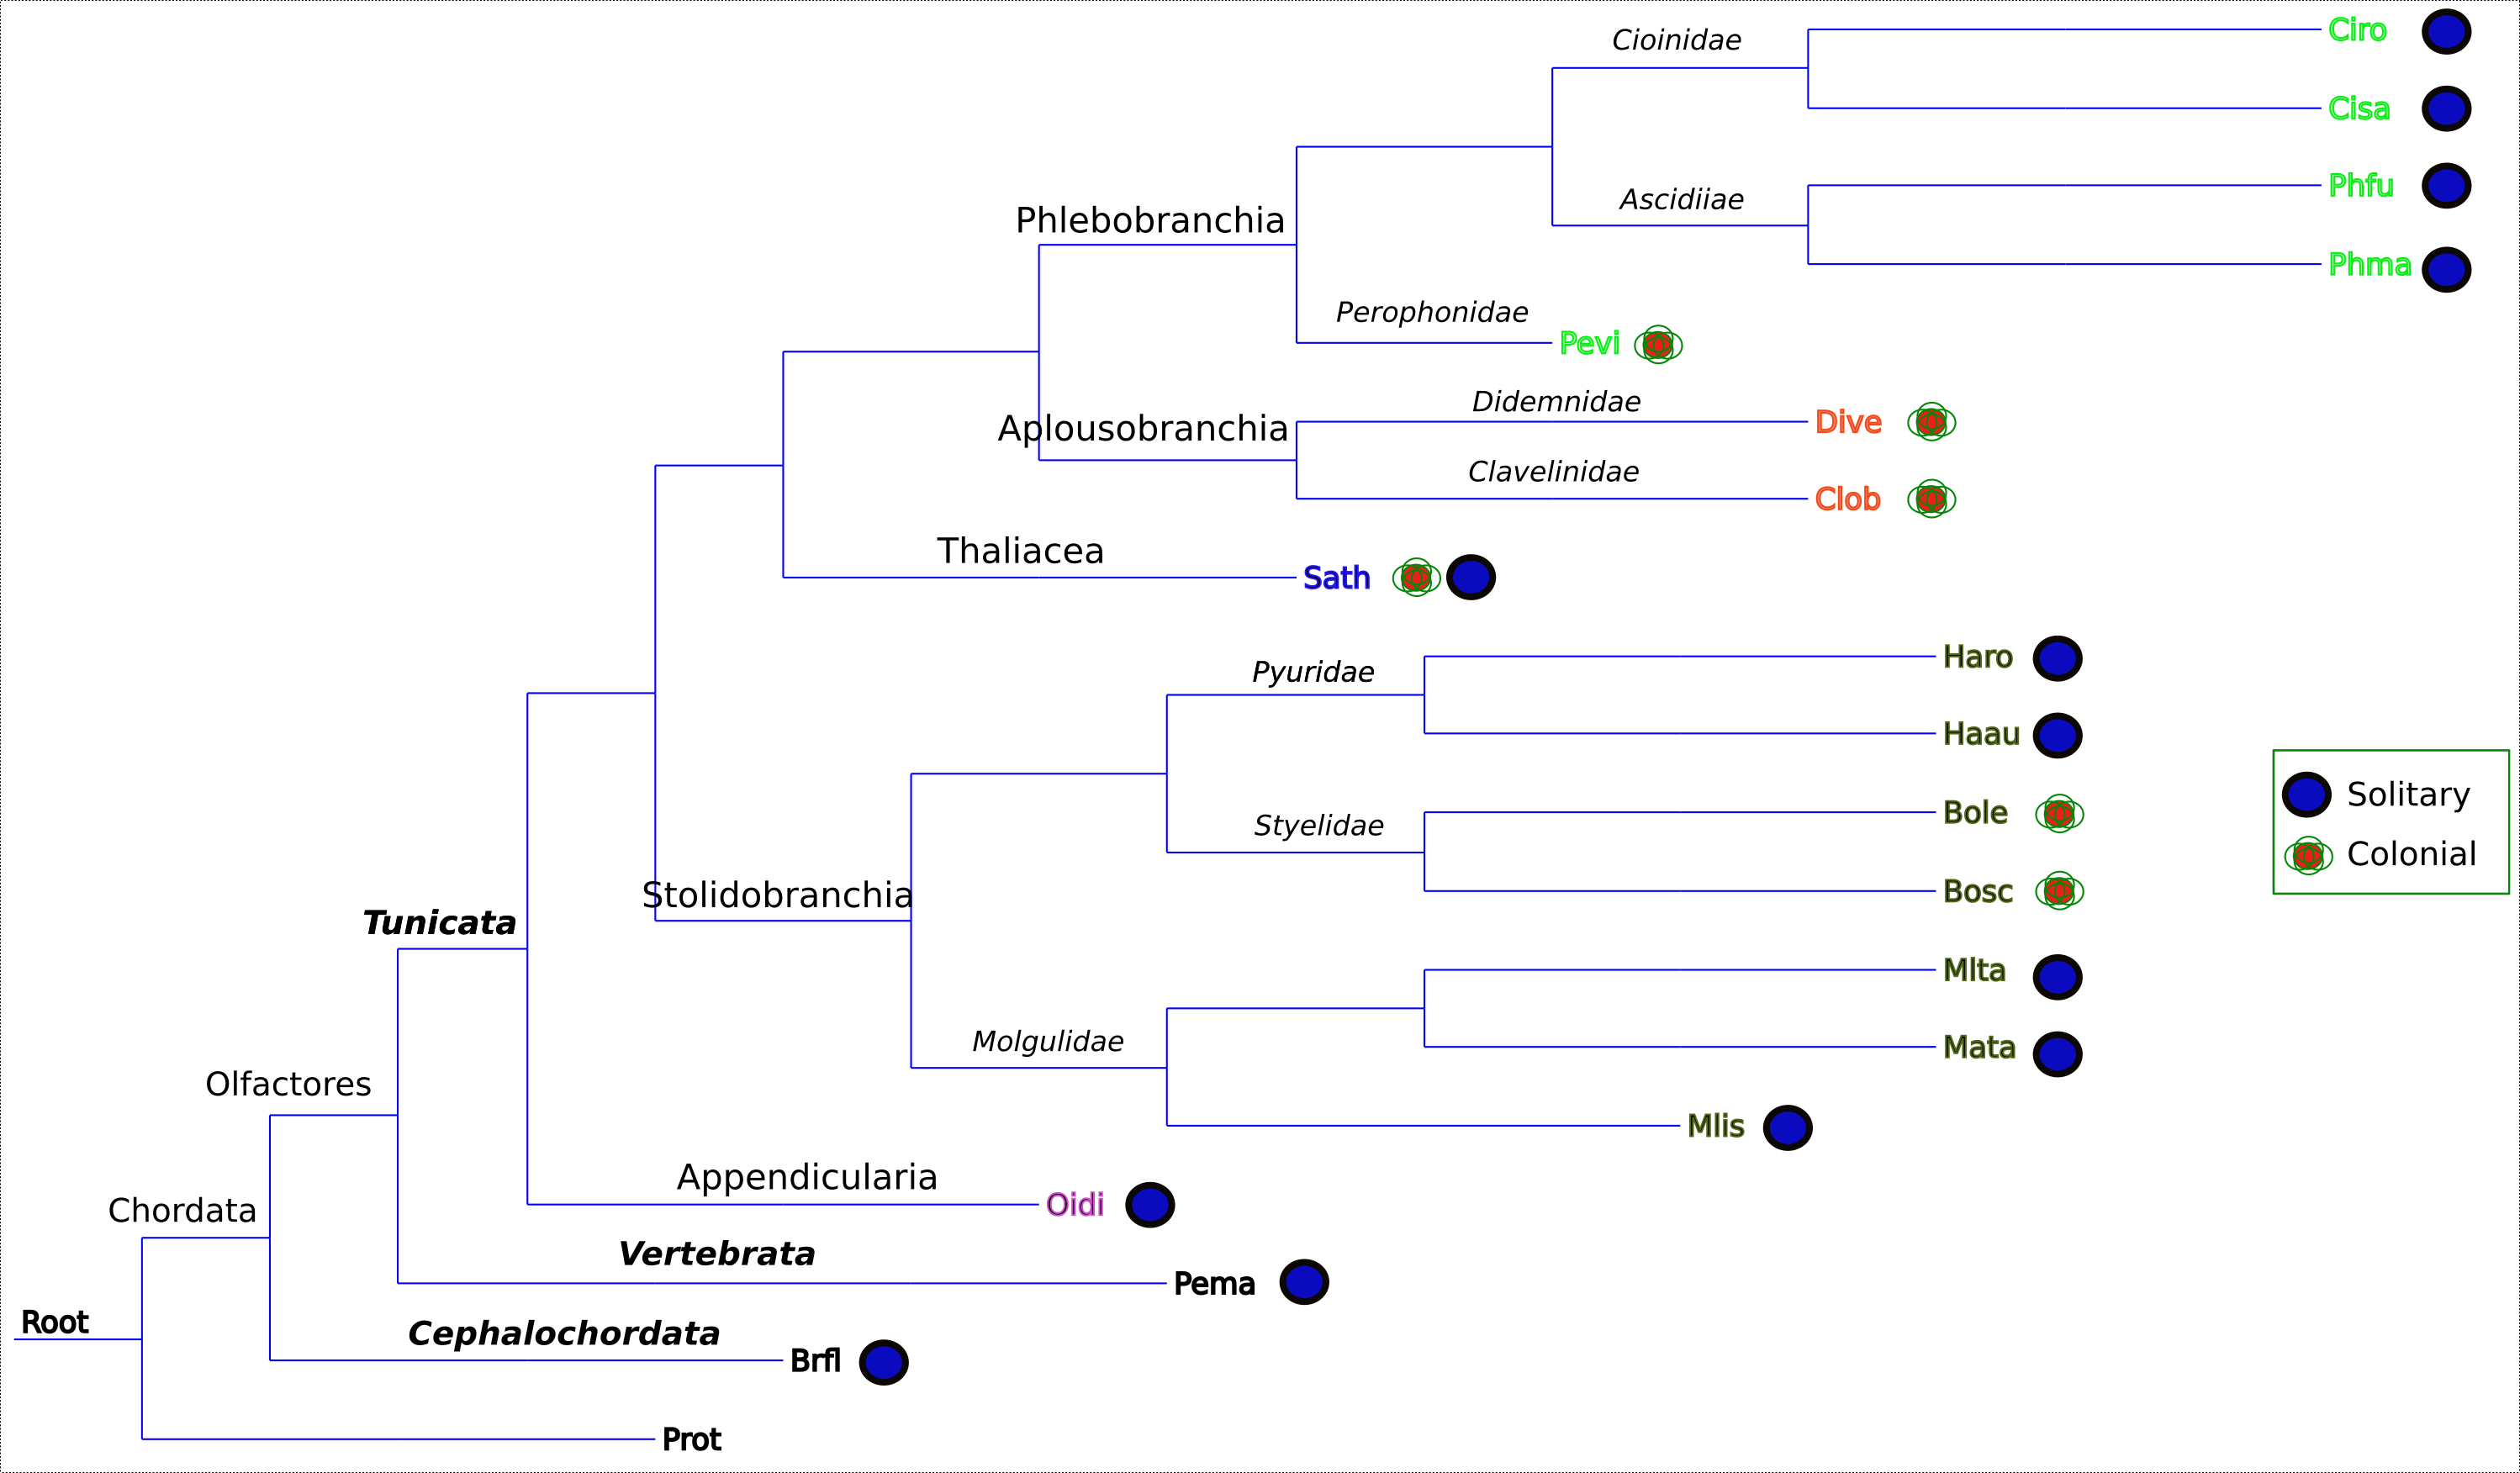 Ciro
Cioinidae
Cisa
Phfu
Ascidiiae
Phlebobranchia
Phma
Perophonidae
Pevi
Didemnidae
Dive
Aplousobranchia
Clavelinidae
Clob
Thaliacea
Sath
Haro
Pyuridae
Haau
Solitary
Bole
Styelidae
Colonial
Bosc
Stolidobranchia
Tunicata
Mlta
Molgulidae
Mata
Olfactores
Mlis
Appendicularia
Oidi
Chordata
Vertebrata
Pema
Root
Cephalochordata
Brfl
Prot